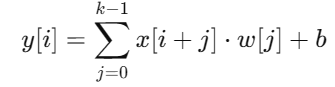 y[i] = \sum_{j=0}^{k-1} x[i + j] \cdot w[j] + b